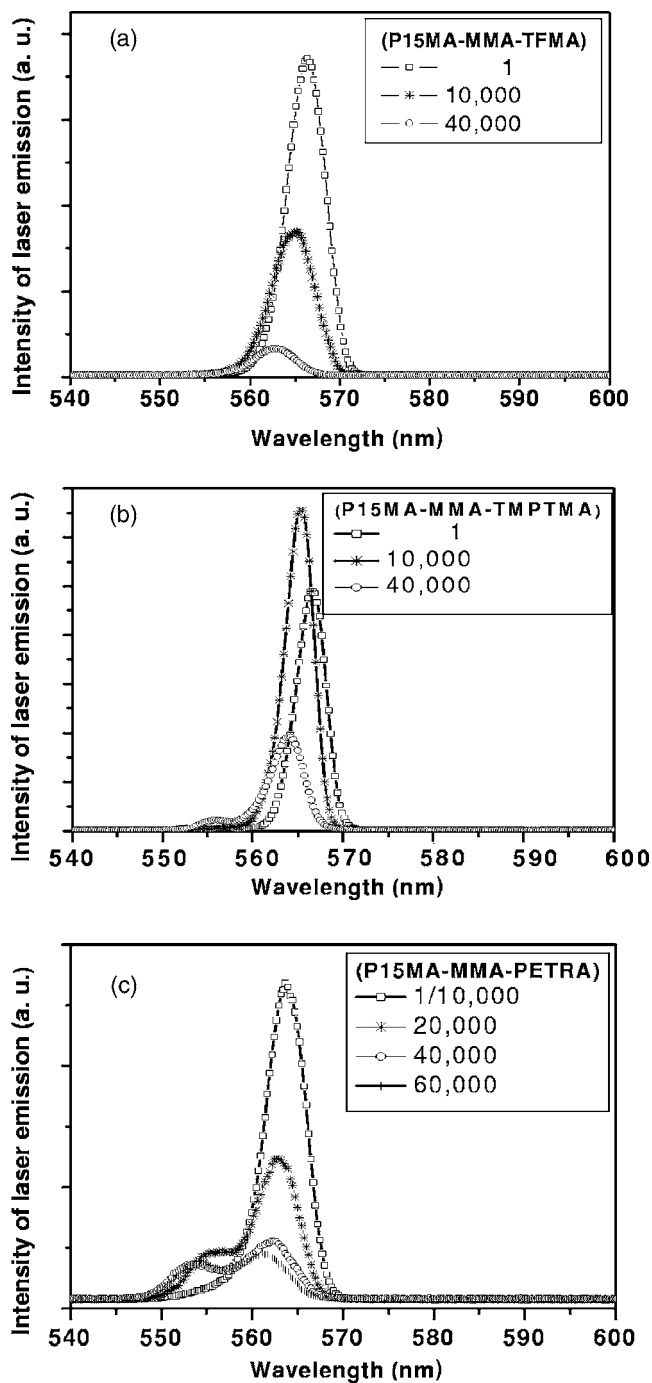 (a)
(P15MA-MMA-TFMA)
1
10,000
40,000
Intensity of laser emission (a. u.)
540 550 560 570 580 590 600
Wavelength (nm)
(b)
(P15MA-MMA-TMPTMA)
1
10,000
40,000
Intensity of laser emission (a. u.)
540 550 560 570 580 590 600
Wavelength (nm)
(c)
(P15MA-MMA-PETRA)
1/10,000
20,000
40,000
60,000
Intensity of laser emission (a. u.)
540 550 560 570 580 590 600
Wavelength (nm)